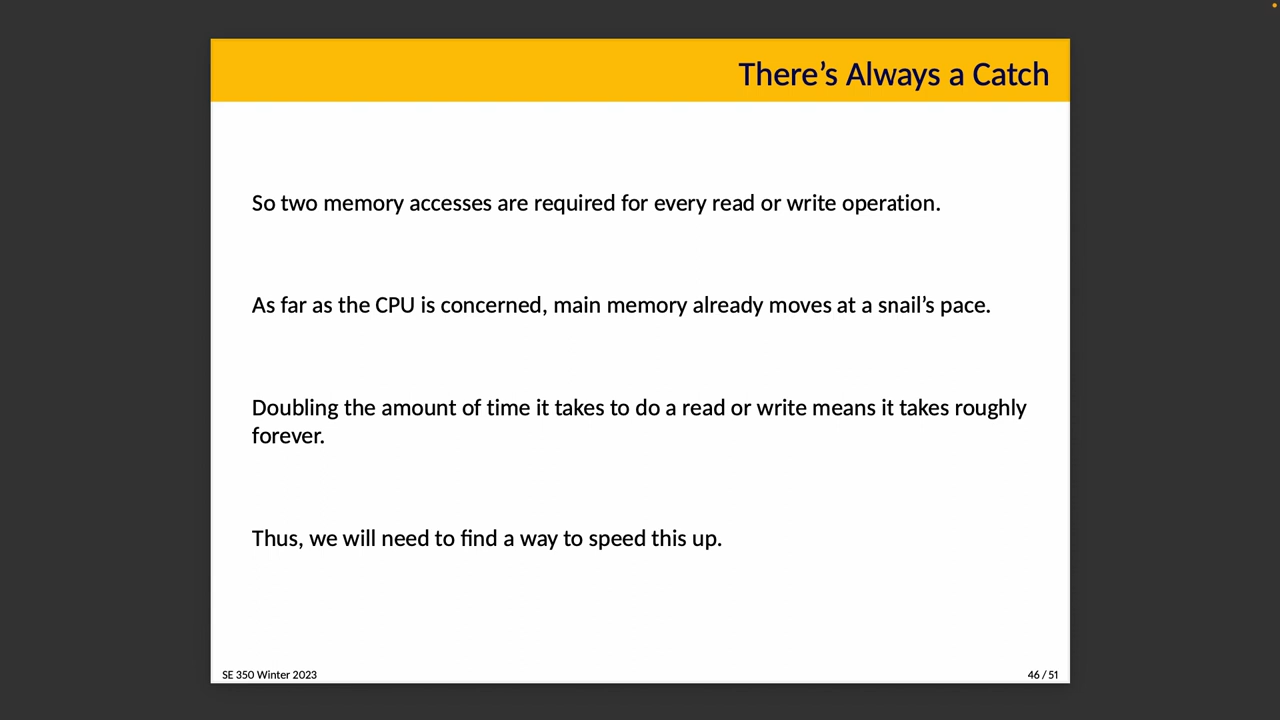 There’s Always a Catch
So two memory accesses are required for every read or write operation.
As far as the CPU is concerned, main memory already moves at a snail’s pace.
Doubling the amount of time it takes to do a read or write means it takes roughly
forever.
Thus, we will need to find a way to speed this up.
SE 350 Winter 2023
46 / 51